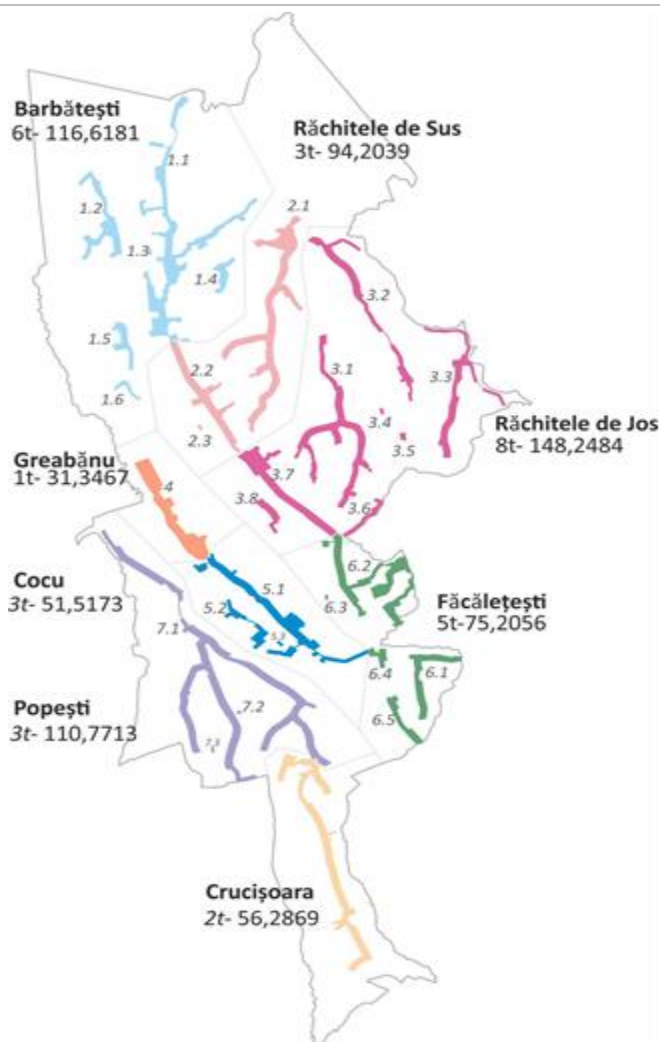 Barbătești
6t- 116,6181
Răchitele de Sus
3t- 94,2039
1.1
1.2
2.1
1.3
1.4
3.2
1.5
3.1
2.2
3.3
1.6
3.4
Răchitele de Jos
8t- 148,2484
2.3
3.5
Greabănu
1t- 31,3467
3.7
4
3.8
3.6
6.2
Cocu
3t- 51,5173
5.1
5.2
6.3
Făcălețești
5t-75,2056
7.1
6.4
6.1
Popești
3t- 110,7713
7.2
6.5
7.3
Crucișoara
2t- 56,2869